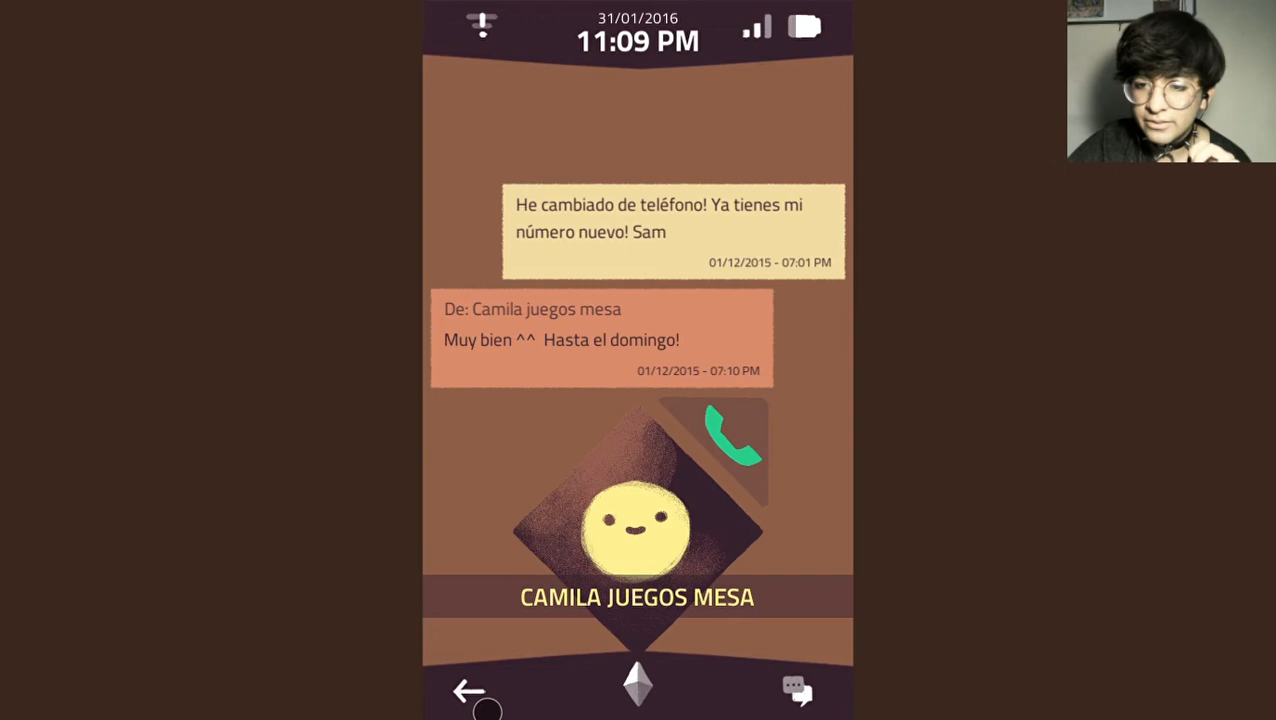 31/01/2016
11:09 PM
He cambiado de teléfono! Ya tienes mi
número nuevo! Sam
01/12/2015 - 07:01 PM
De: Camila juegos mesa
Muy bien ^^  Hasta el domingo!
01/12/2015 - 07:10 PM
CAMILA JUEGOS MESA